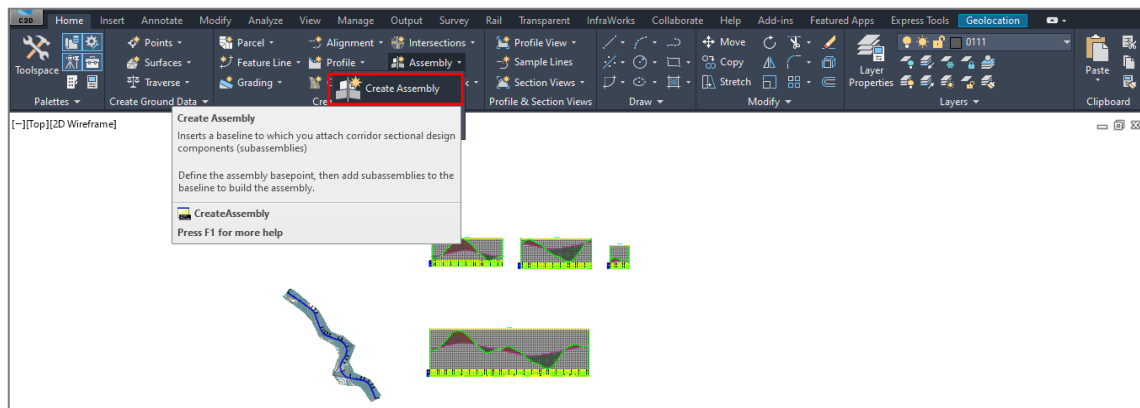 C3D
Home Insert Annotate Modify Analyze View Manage Output Survey Rail Transparent InfraWorks Collaborate Help Add-ins Featured Apps Express Tools Geolocation
Points Parcel Alignment Intersections Profile View Move 0111
Toolspace Surfaces Feature Line Profile Assembly Sample Lines Copy Layer Properties Paste
Traverse Grading Create Assembly Section Views Stretch
Palettes Create Ground Data Profile & Section Views Draw Modify Layers Clipboard
[−][Top][2D Wireframe]
Create Assembly
Inserts a baseline to which you attach corridor sectional design
components (subassemblies)
Define the assembly basepoint, then add subassemblies to the
baseline to build the assembly.
CreateAssembly
Press F1 for more help